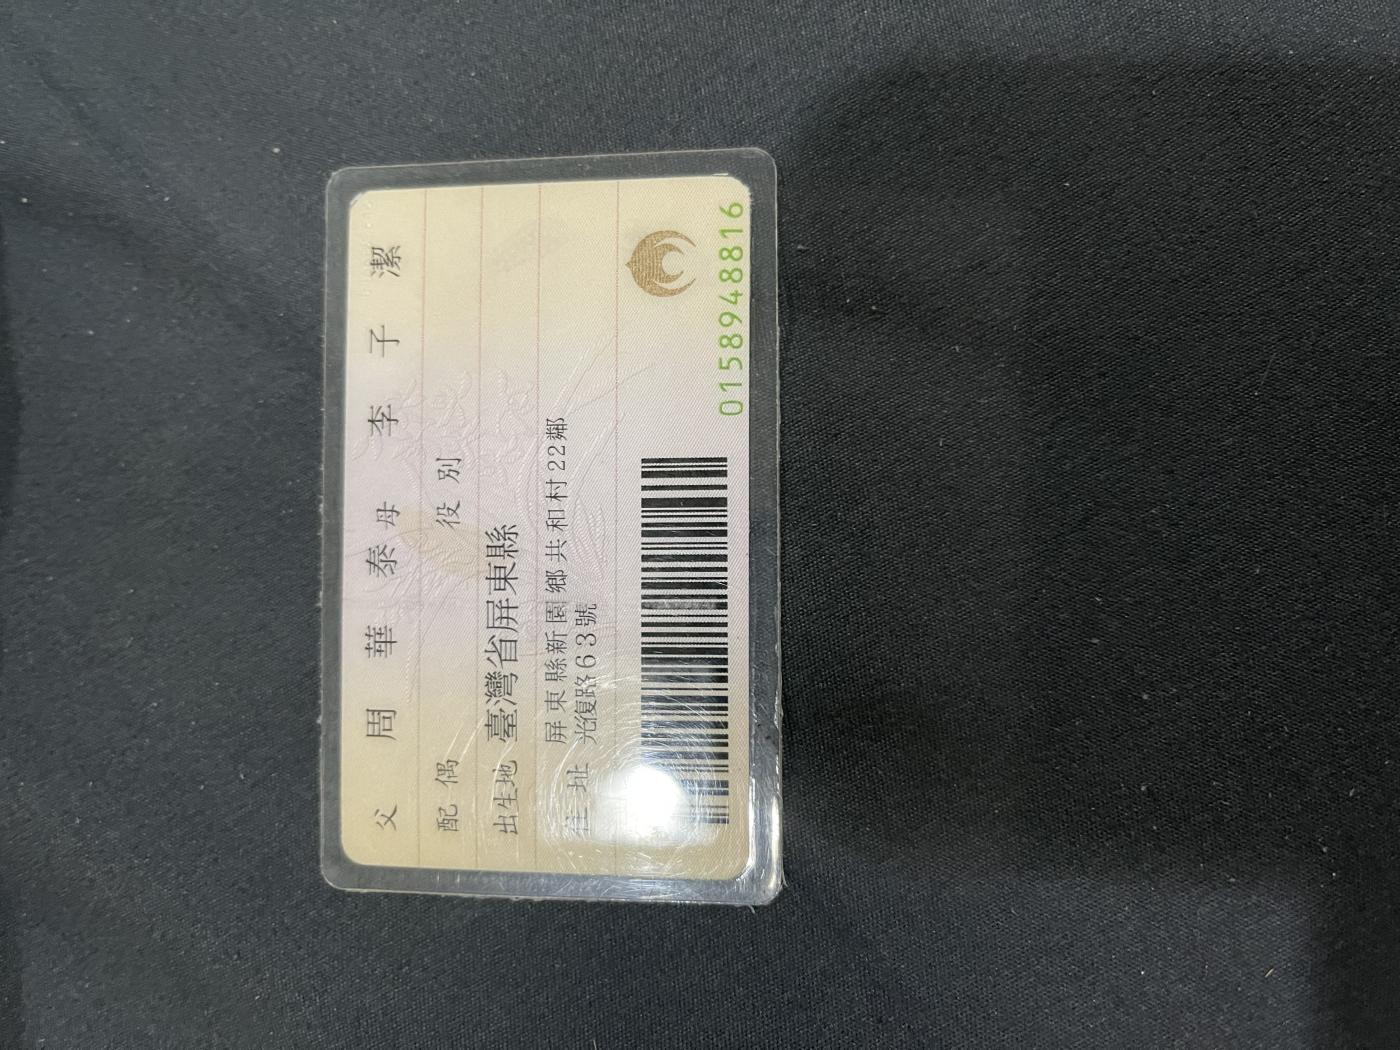 父 周華泰 母 李子潔
配偶 役別
出生地 臺灣省屏東縣
住址 屏東縣新園鄉共和村22鄰
光復路63號
0158948816